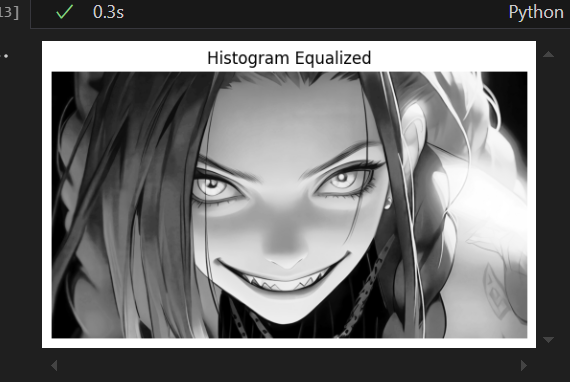 13]
0.3s
Python
Histogram Equalized